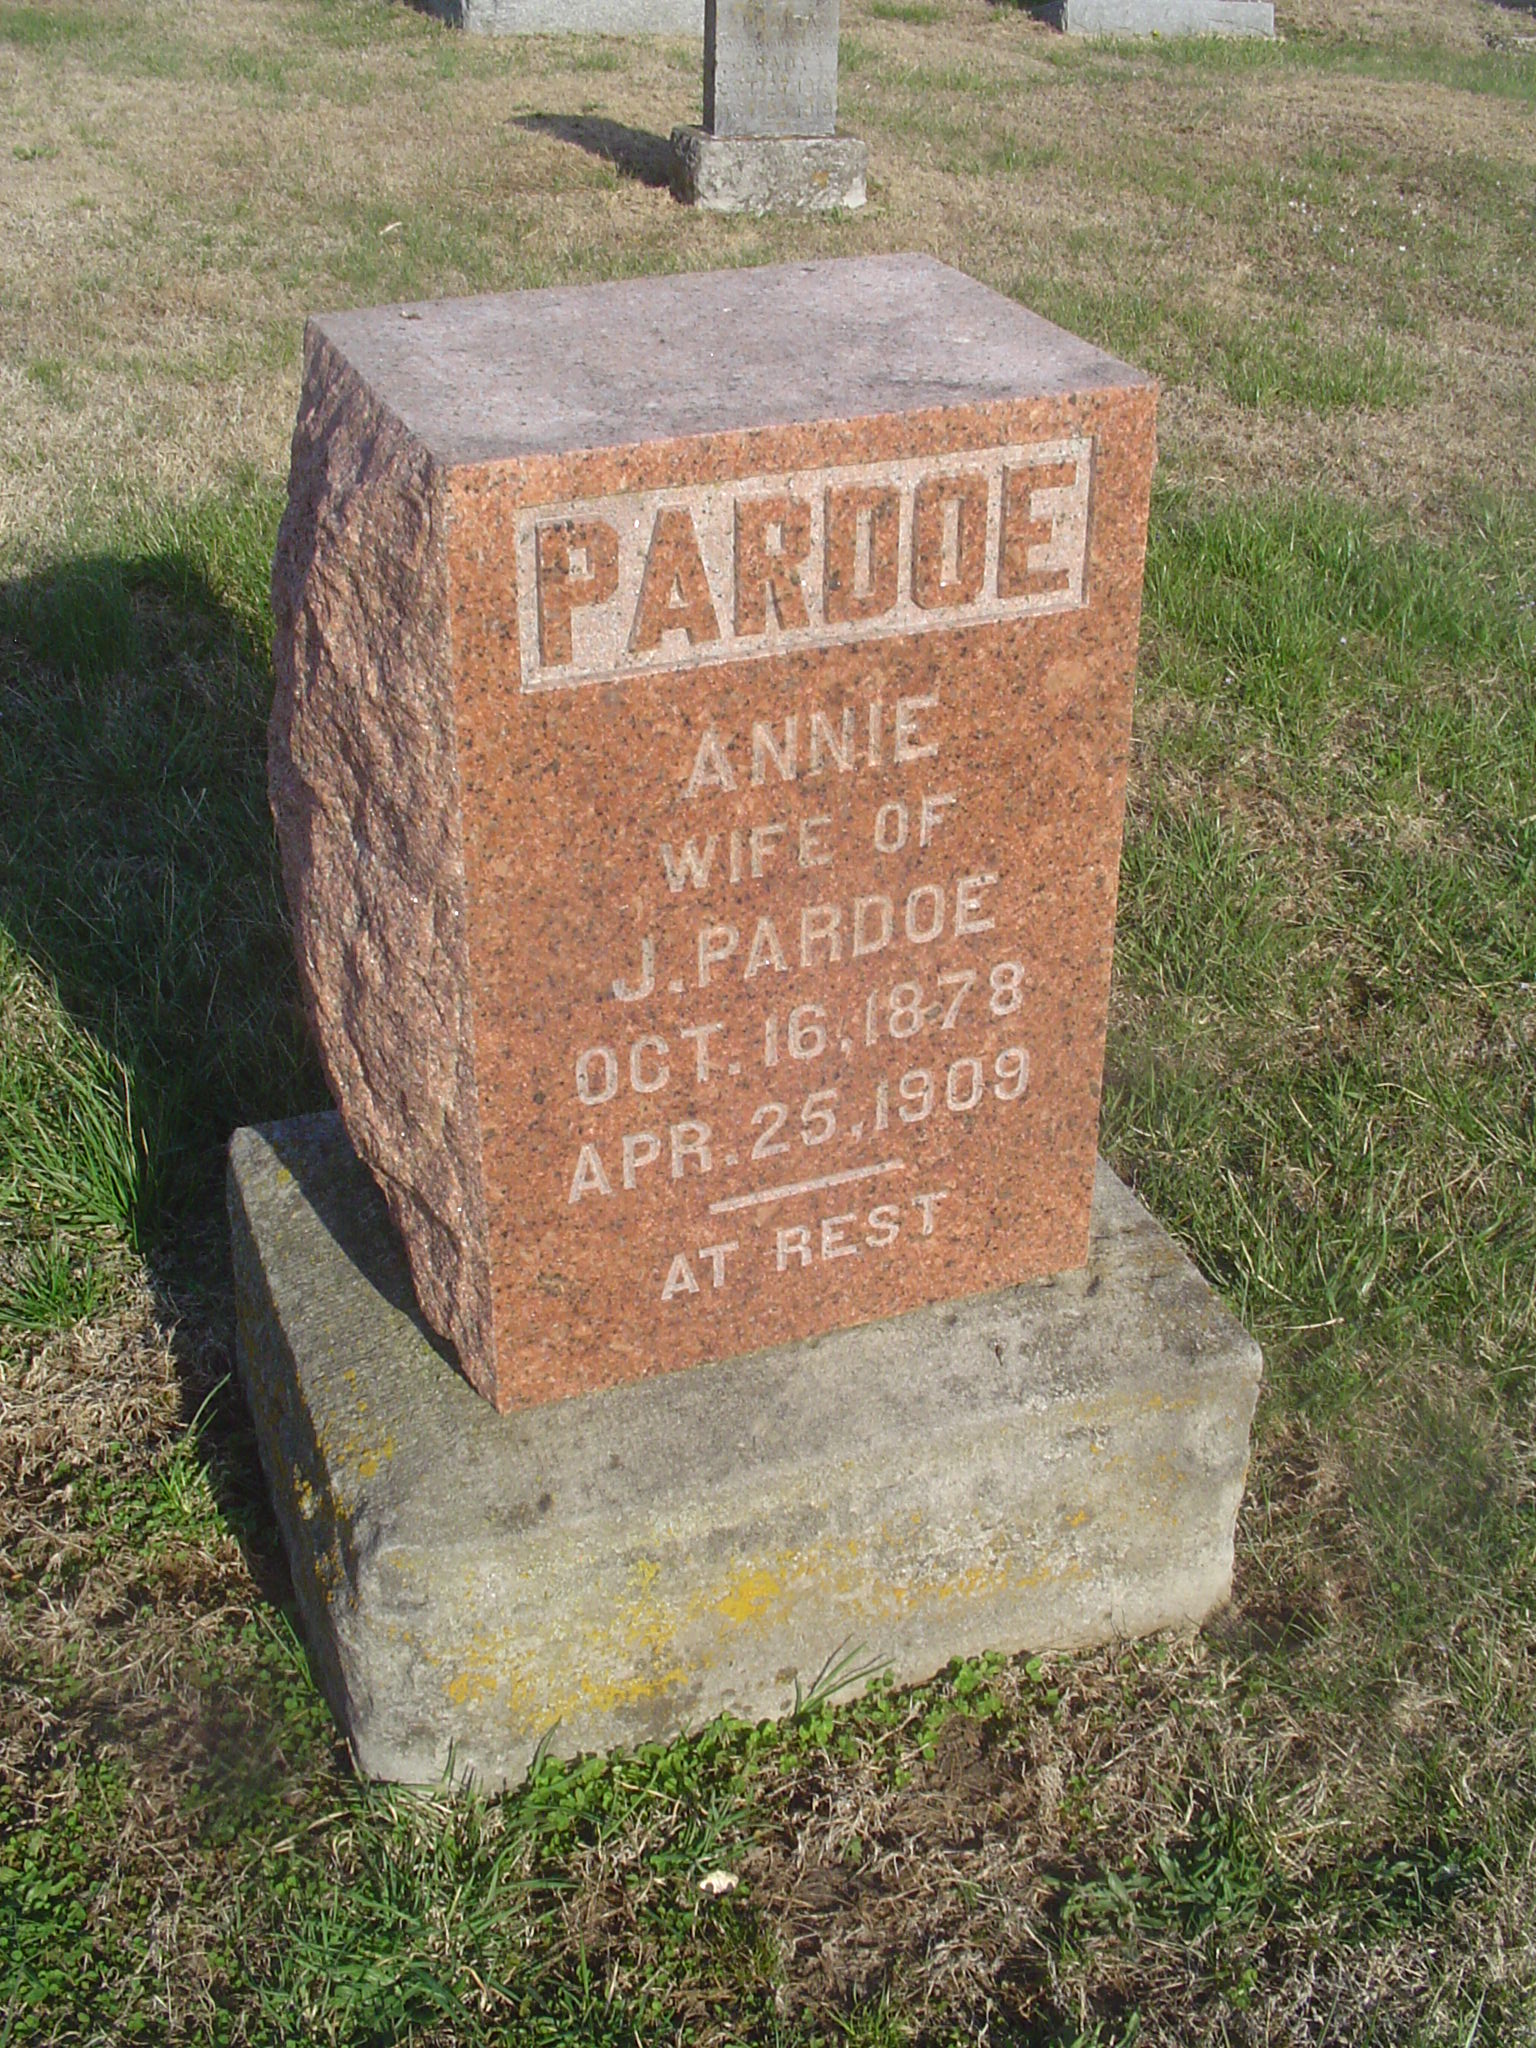 PARDOE
ANNIE
WIFE OF
J. PARDOE
OCT. 16, 1878
APR. 25, 1909
AT REST